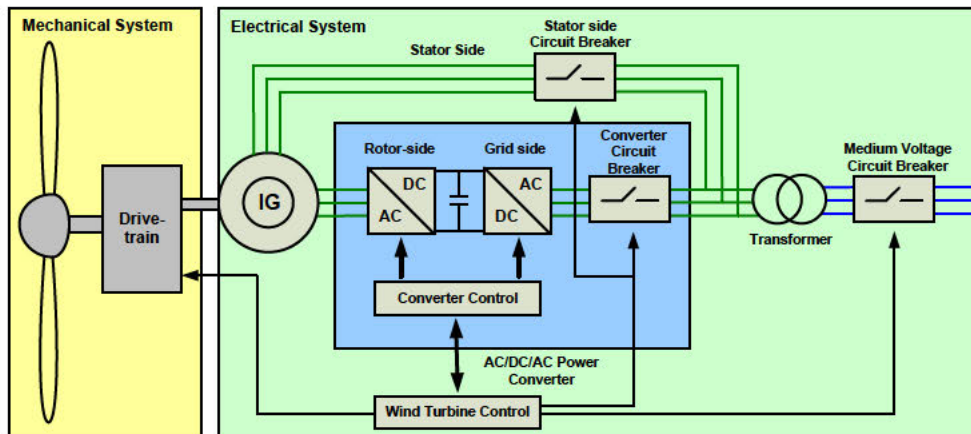 Mechanical System
Electrical System
Stator Side
Stator side
Circuit Breaker
Rotor-side
Grid side
Converter
Circuit
Breaker
Medium Voltage
Circuit Breaker
DC
AC
AC
DC
IG
Drive-
train
Transformer
Converter Control
AC/DC/AC Power
Converter
Wind Turbine Control